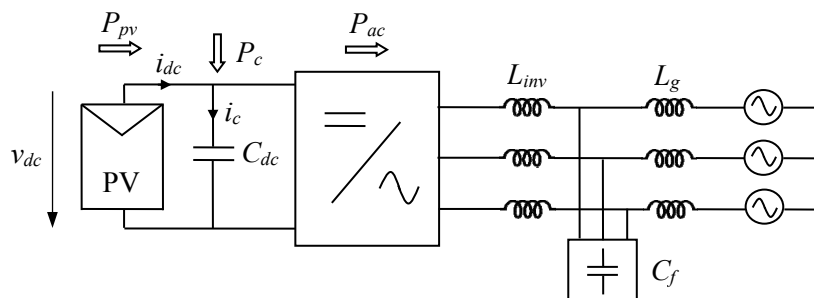 P_pv
P_c
P_ac
i_dc
L_inv
L_g
i_c
v_dc
C_dc
PV
C_f